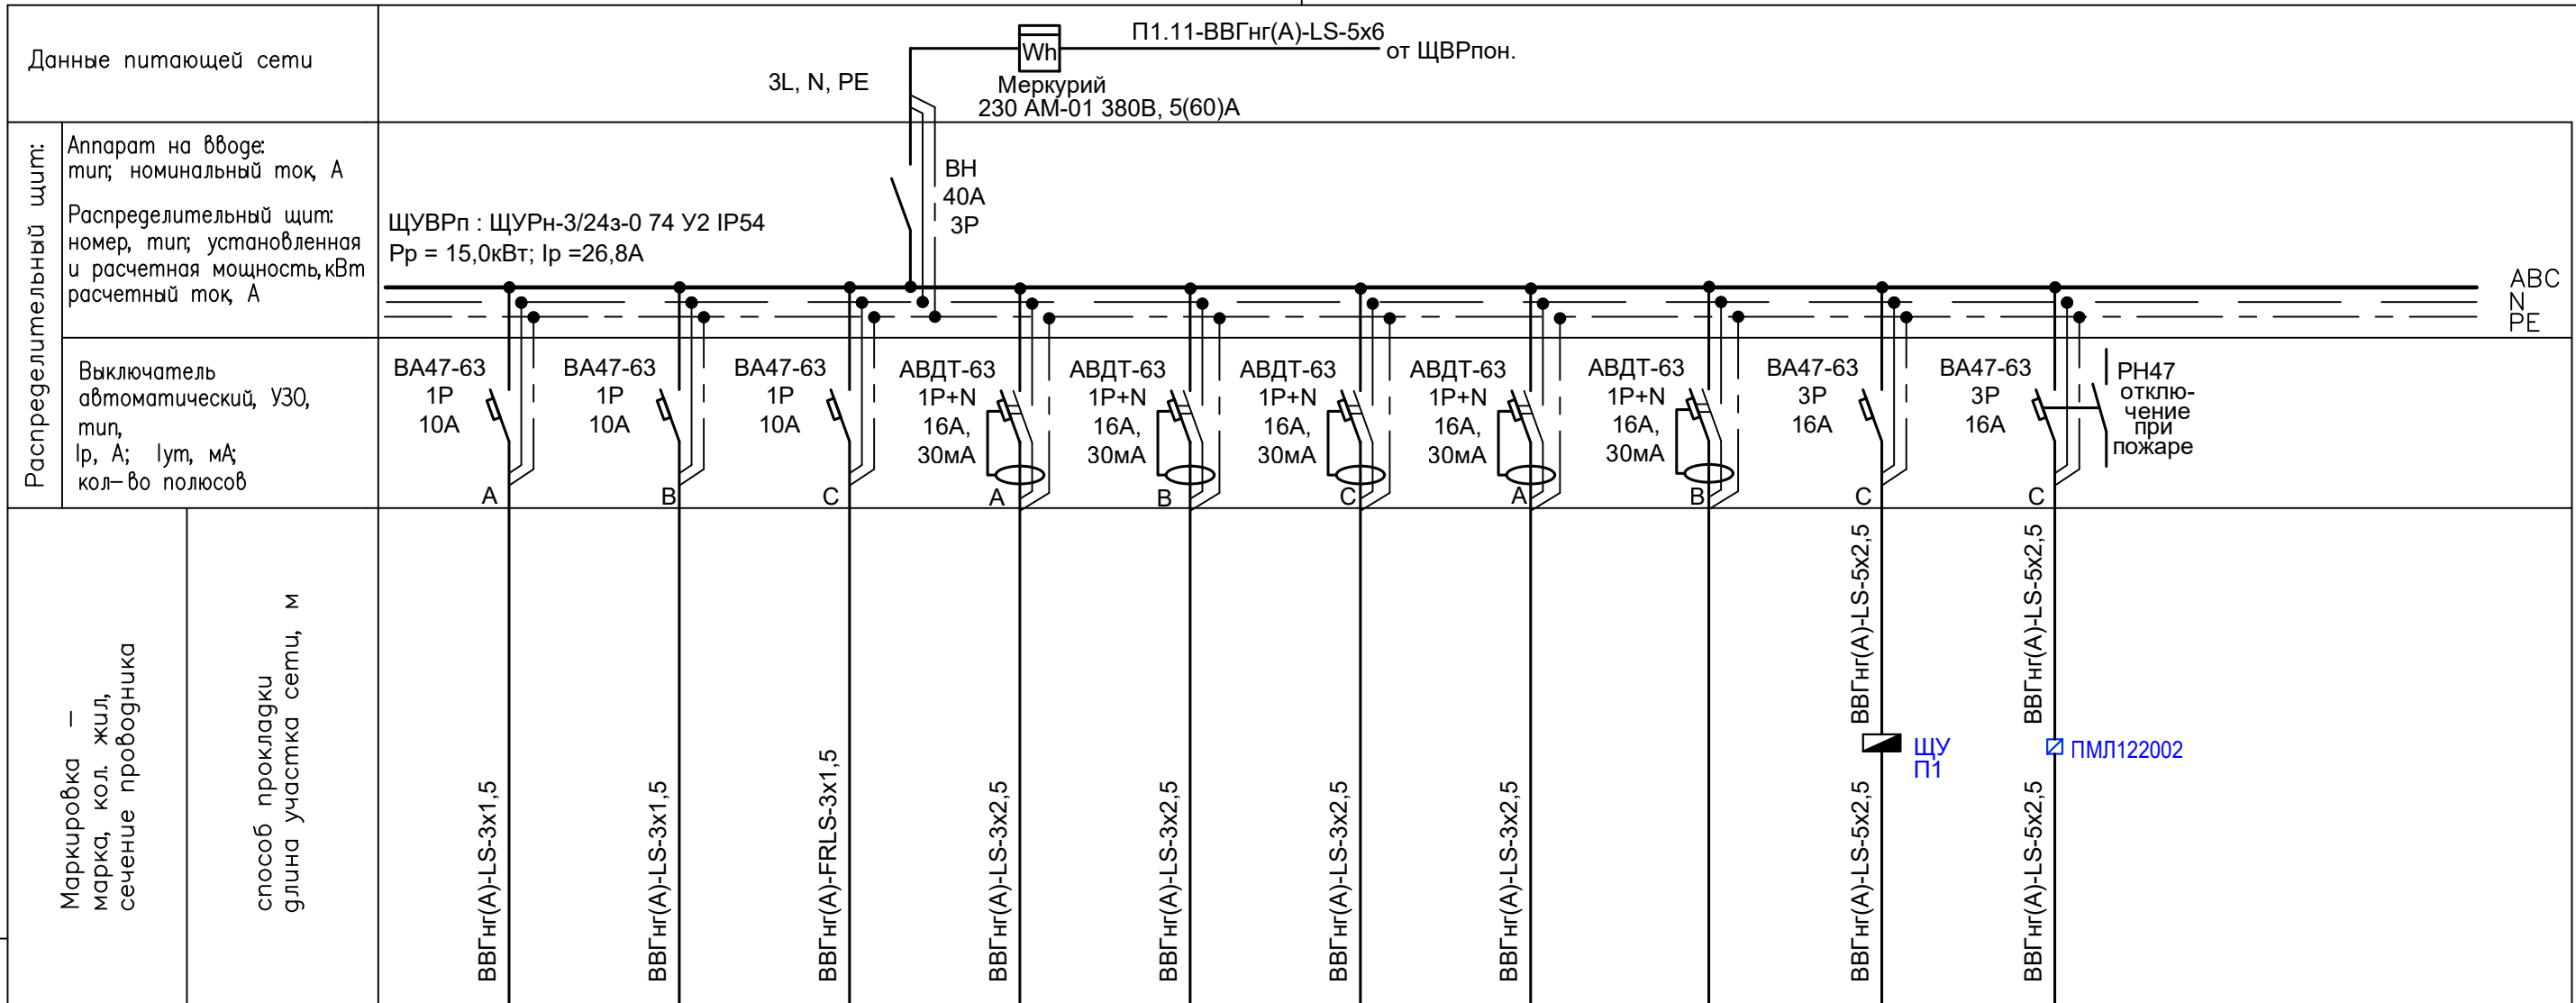 Данные питающей сети
3L, N, PE
Wh
П1.11-ВВГнг(А)-LS-5х6
от ЩВРпон.
Меркурий
230 АМ-01 380В, 5(60)А
Распределительный щит:
Аппарат на вводе:
тип; номинальный ток, А
Распределительный щит:
номер, тип; установленная
и расчетная мощность,кВт
расчетный ток, А
ЩУВРп : ЩУРн-3/24з-0 74 У2 IP54
Рр = 15,0кВт; Iр =26,8А
ВН
40А
3Р
ABC
N
PE
Выключатель
автоматический, УЗО,
тип,
Iр, А; Iут, мА;
кол-во полюсов
ВА47-63
1Р
10А
А
ВА47-63
1Р
10А
В
ВА47-63
1Р
10А
С
АВДТ-63
1Р+N
16А,
30мА
А
АВДТ-63
1Р+N
16А,
30мА
В
АВДТ-63
1Р+N
16А,
30мА
С
АВДТ-63
1Р+N
16А,
30мА
А
АВДТ-63
1Р+N
16А,
30мА
В
ВА47-63
3Р
16А
С
ВА47-63
3Р
16А
С
РН47
отклю-
чение
при
пожаре
Маркировка –
марка, кол. жил,
сечение проводника
способ прокладки
длина участка сети, м
ВВГнг(А)-LS-3х1,5
ВВГнг(А)-LS-3х1,5
ВВГнг(А)-FRLS-3х1,5
ВВГнг(А)-LS-3х2,5
ВВГнг(А)-LS-3х2,5
ВВГнг(А)-LS-3х2,5
ВВГнг(А)-LS-3х2,5
ВВГнг(А)-LS-5х2,5
ЩУ
П1
ВВГнг(А)-LS-5х2,5
ВВГнг(А)-LS-5х2,5
ПМЛ122002
ВВГнг(А)-LS-5х2,5